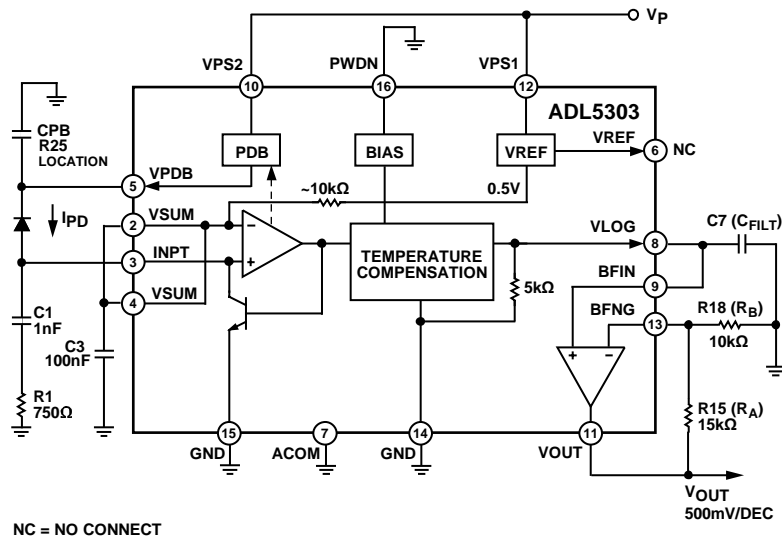 VP
VPS2
PWDN
VPS1
10
16
12
ADL5303
CPB
R25
LOCATION
PDB
BIAS
VREF
VREF
6
NC
VPDB
5
0.5V
~10kΩ
IPD
2
VSUM
VLOG
8
C7 (CFILT)
3
INPT
TEMPERATURE
COMPENSATION
BFIN
9
4
VSUM
5kΩ
BFNG
13
R18 (RB)
10kΩ
C1
1nF
C3
100nF
R1
750Ω
R15 (RA)
15kΩ
15
7
14
11
GND
ACOM
GND
VOUT
VOUT
500mV/DEC
NC = NO CONNECT